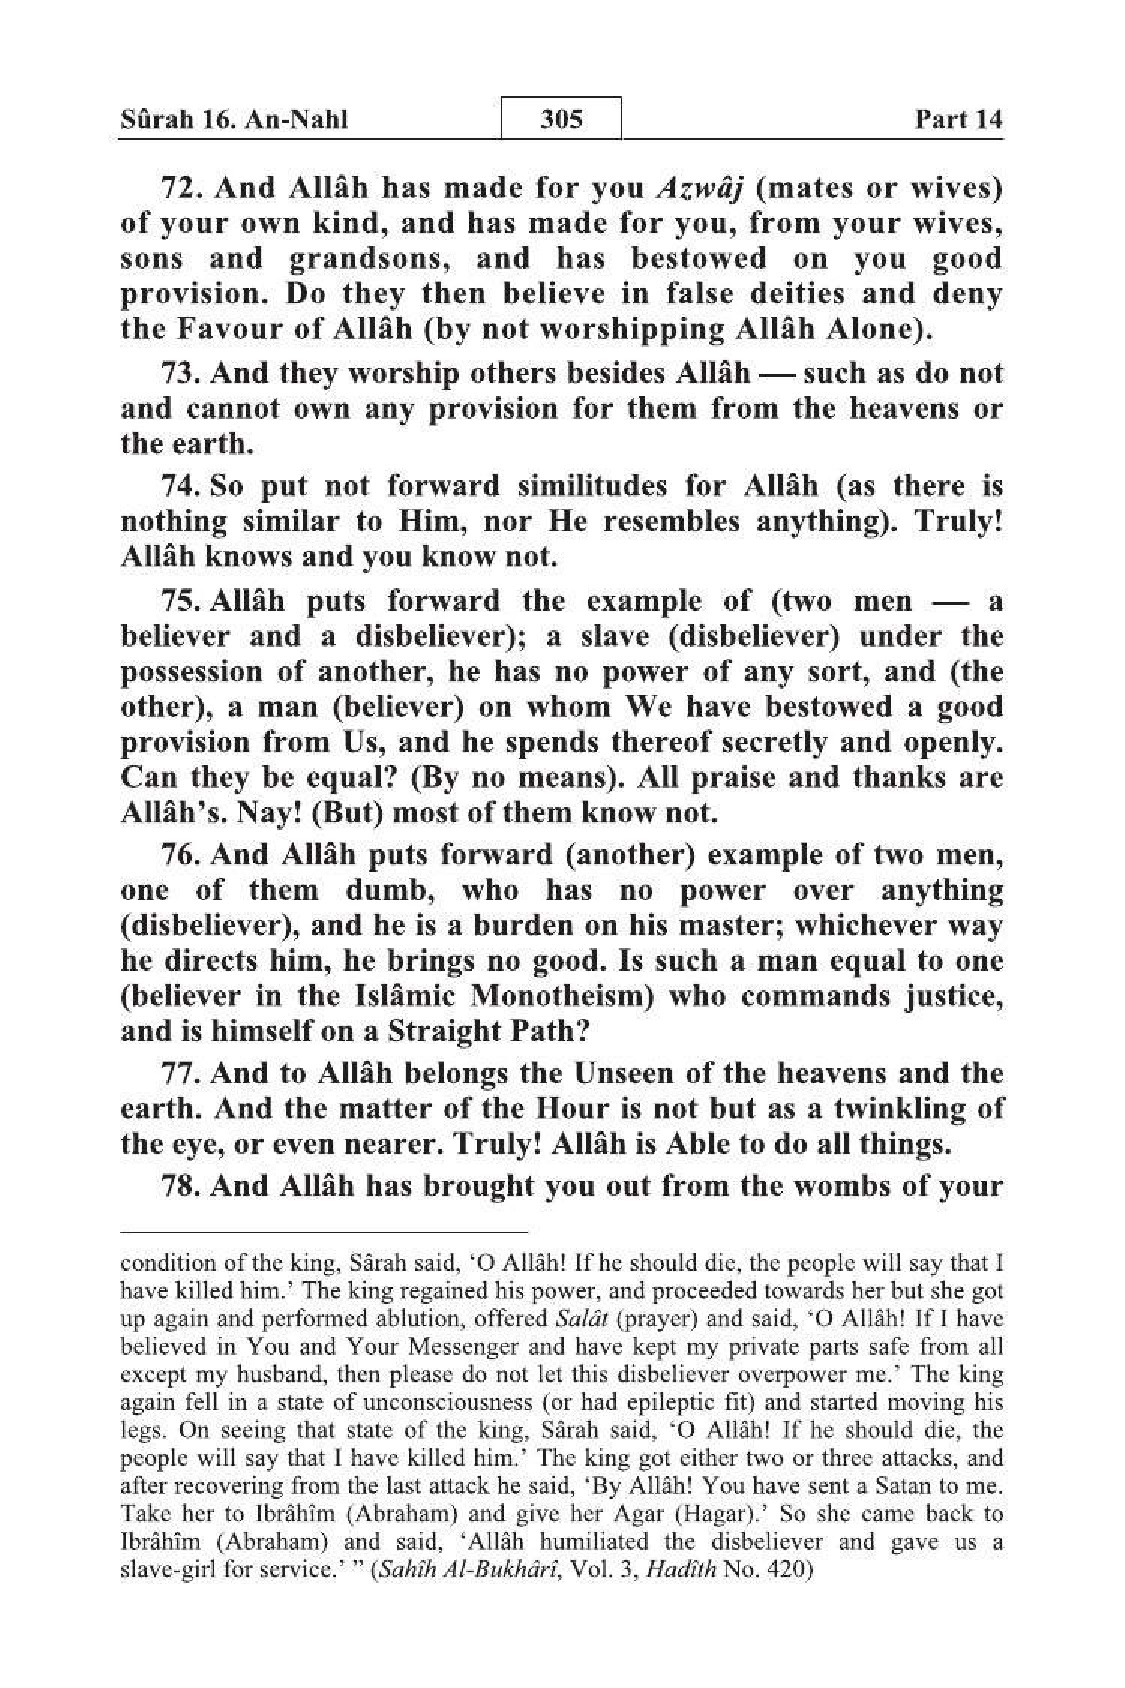 Sûrah 16. An-Nahl 305 Part 14
72. And Allâh has made for you Azwâj (mates or wives)
of your own kind, and has made for you, from your wives,
sons and grandsons, and has bestowed on you good
provision. Do they then believe in false deities and deny
the Favour of Allâh (by not worshipping Allâh Alone).
73. And they worship others besides Allâh — such as do not
and cannot own any provision for them from the heavens or
the earth.
74. So put not forward similitudes for Allâh (as there is
nothing similar to Him, nor He resembles anything). Truly!
Allâh knows and you know not.
75. Allâh puts forward the example of (two men — a
believer and a disbeliever); a slave (disbeliever) under the
possession of another, he has no power of any sort, and (the
other), a man (believer) on whom We have bestowed a good
provision from Us, and he spends thereof secretly and openly.
Can they be equal? (By no means). All praise and thanks are
Allâh’s. Nay! (But) most of them know not.
76. And Allâh puts forward (another) example of two men,
one of them dumb, who has no power over anything
(disbeliever), and he is a burden on his master; whichever way
he directs him, he brings no good. Is such a man equal to one
(believer in the Islâmic Monotheism) who commands justice,
and is himself on a Straight Path?
77. And to Allâh belongs the Unseen of the heavens and the
earth. And the matter of the Hour is not but as a twinkling of
the eye, or even nearer. Truly! Allâh is Able to do all things.
78. And Allâh has brought you out from the wombs of your
condition of the king, Sârah said, ‘O Allâh! If he should die, the people will say that I
have killed him.’ The king regained his power, and proceeded towards her but she got
up again and performed ablution, offered Salât (prayer) and said, ‘O Allâh! If I have
believed in You and Your Messenger and have kept my private parts safe from all
except my husband, then please do not let this disbeliever overpower me.’ The king
again fell in a state of unconsciousness (or had epileptic fit) and started moving his
legs. On seeing that state of the king, Sârah said, ‘O Allâh! If he should die, the
people will say that I have killed him.’ The king got either two or three attacks, and
after recovering from the last attack he said, ‘By Allâh! You have sent a Satan to me.
Take her to Ibrâhîm (Abraham) and give her Agar (Hagar).’ So she came back to
Ibrâhîm (Abraham) and said, ‘Allâh humiliated the disbeliever and gave us a
slave-girl for service.’ ” (Sahîh Al-Bukhârî, Vol. 3, Hadîth No. 420)